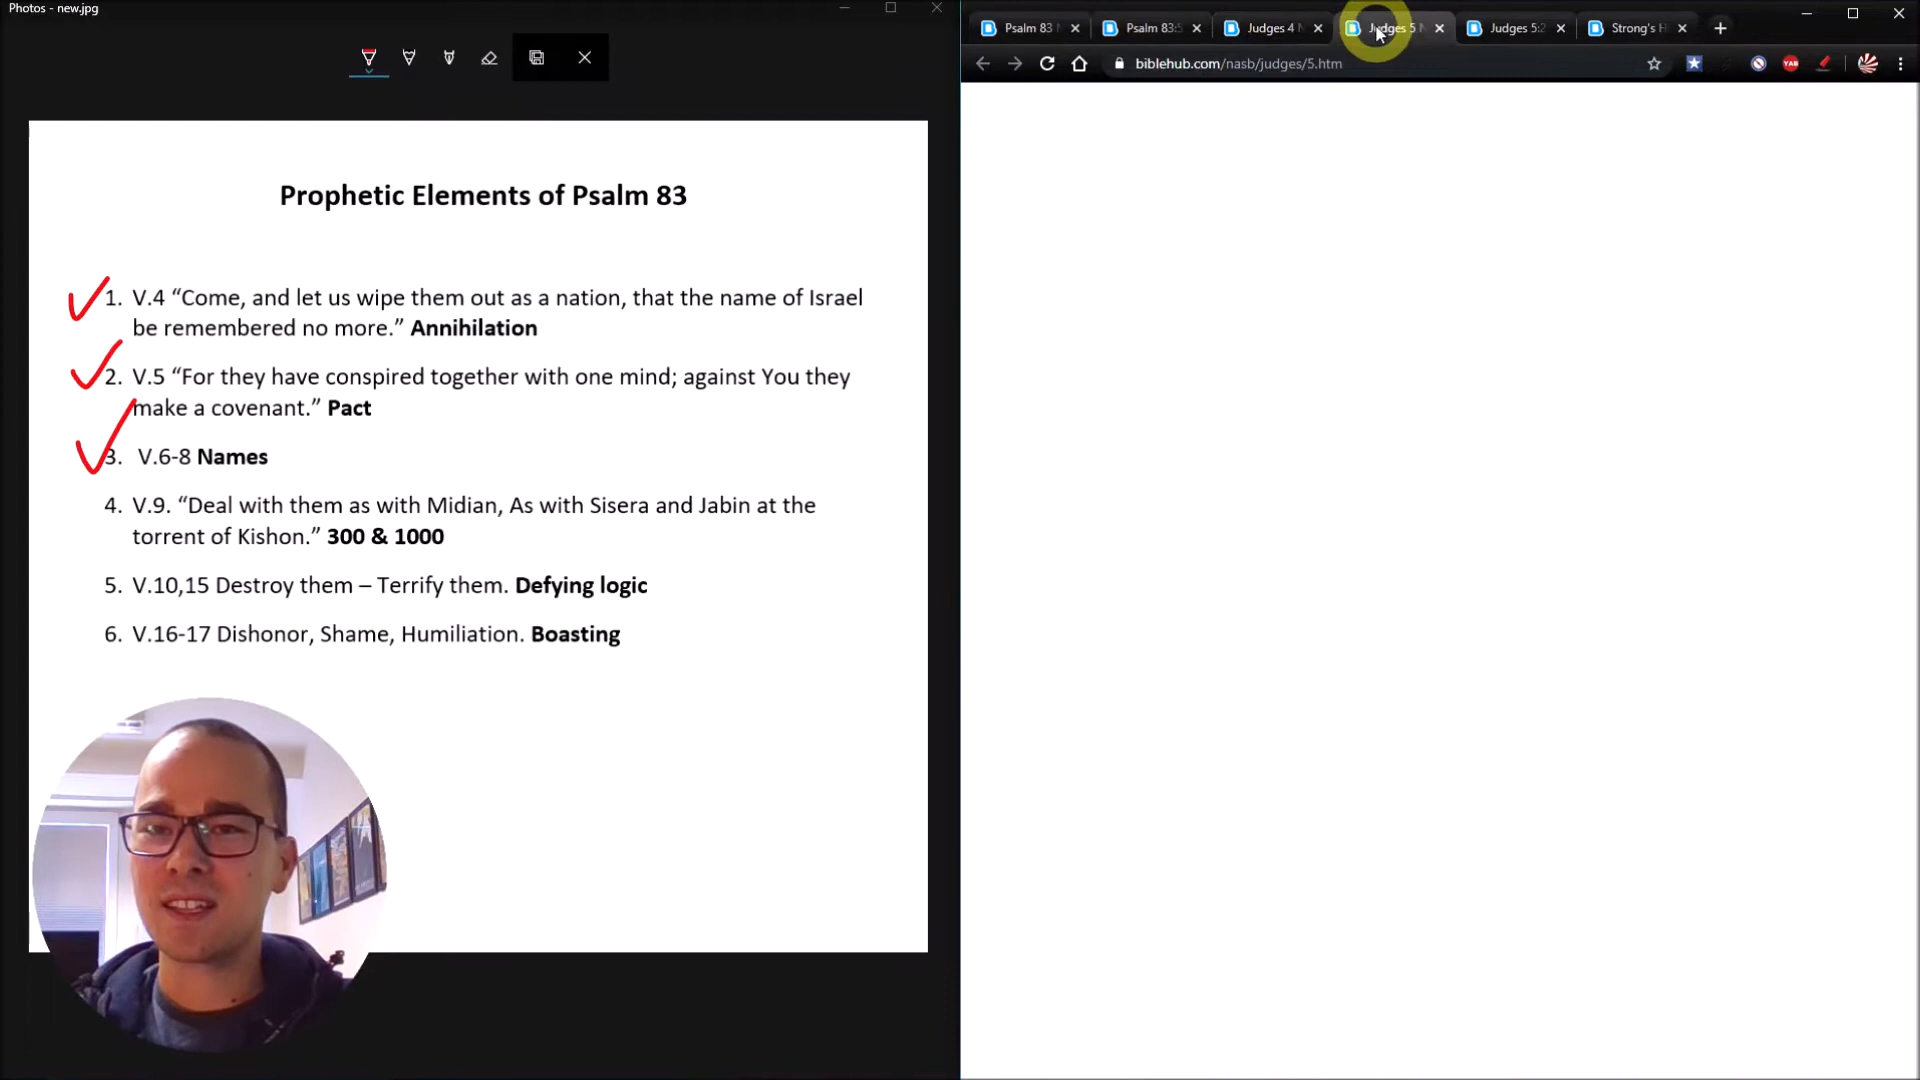 Photos - new.jpg
Psalm 83
Psalm 83:5
Judges 4
Judges 5
Judges 5:2
Strong's H
biblehub.com/nasb/judges/5.htm
YAB
Prophetic Elements of Psalm 83
1. V.4 “Come, and let us wipe them out as a nation, that the name of Israel
be remembered no more.” Annihilation
2. V.5 “For they have conspired together with one mind; against You they
make a covenant.” Pact
3. V.6-8 Names
4. V.9. “Deal with them as with Midian, As with Sisera and Jabin at the
torrent of Kishon.” 300 & 1000
5. V.10,15 Destroy them – Terrify them. Defying logic
6. V.16-17 Dishonor, Shame, Humiliation. Boasting